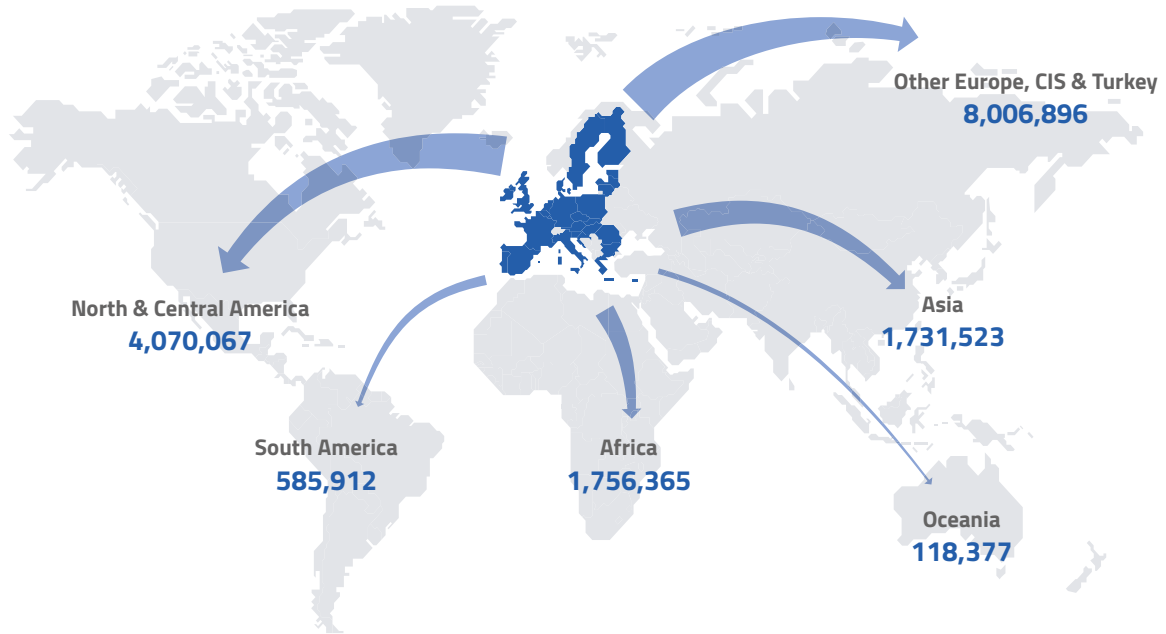 Other Europe, CIS & Turkey
8,006,896
North & Central America
4,070,067
Asia
1,731,523
South America
585,912
Africa
1,756,365
Oceania
118,377